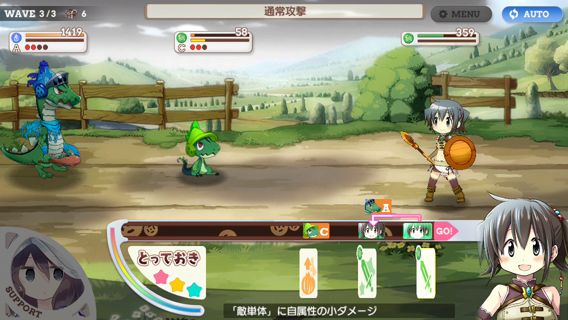 WAVE 3/3 6
通常攻撃
MENU
AUTO
1419
A
58
C
359
A
C
GO!
とっておき
SUPPORT
「敵単体」に自属性の小ダメージ